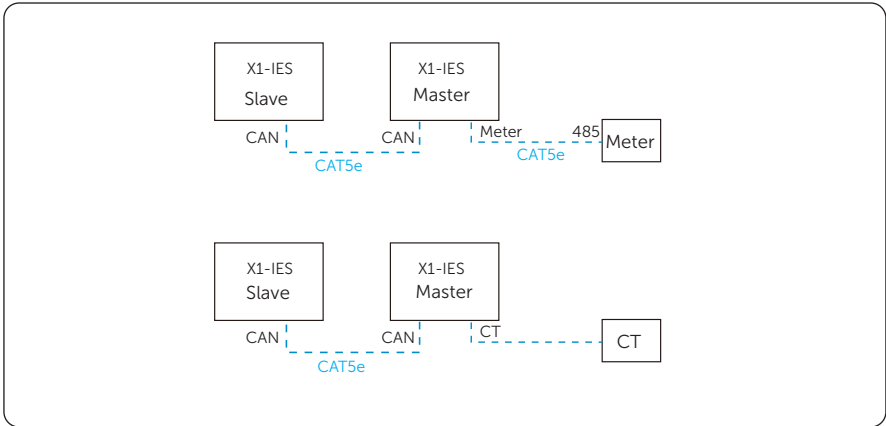 X1-IES
Slave
X1-IES
Master
CAN
CAN
Meter
485
Meter
CAT5e
CAT5e
X1-IES
Slave
X1-IES
Master
CAN
CAN
CT
CT
CAT5e